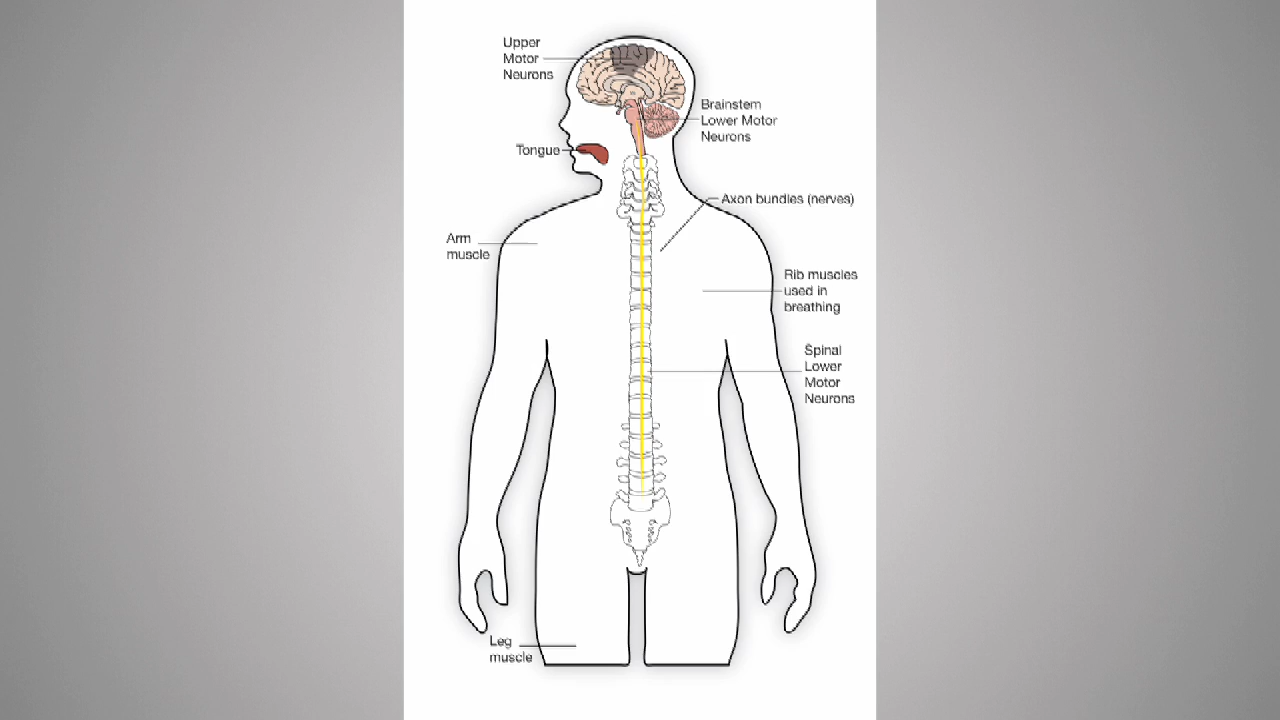 Upper
Motor
Neurons
Brainstem
Lower Motor
Neurons
Tongue
Axon bundles (nerves)
Arm
muscle
Rib muscles
used in
breathing
Spinal
Lower
Motor
Neurons
Leg
muscle